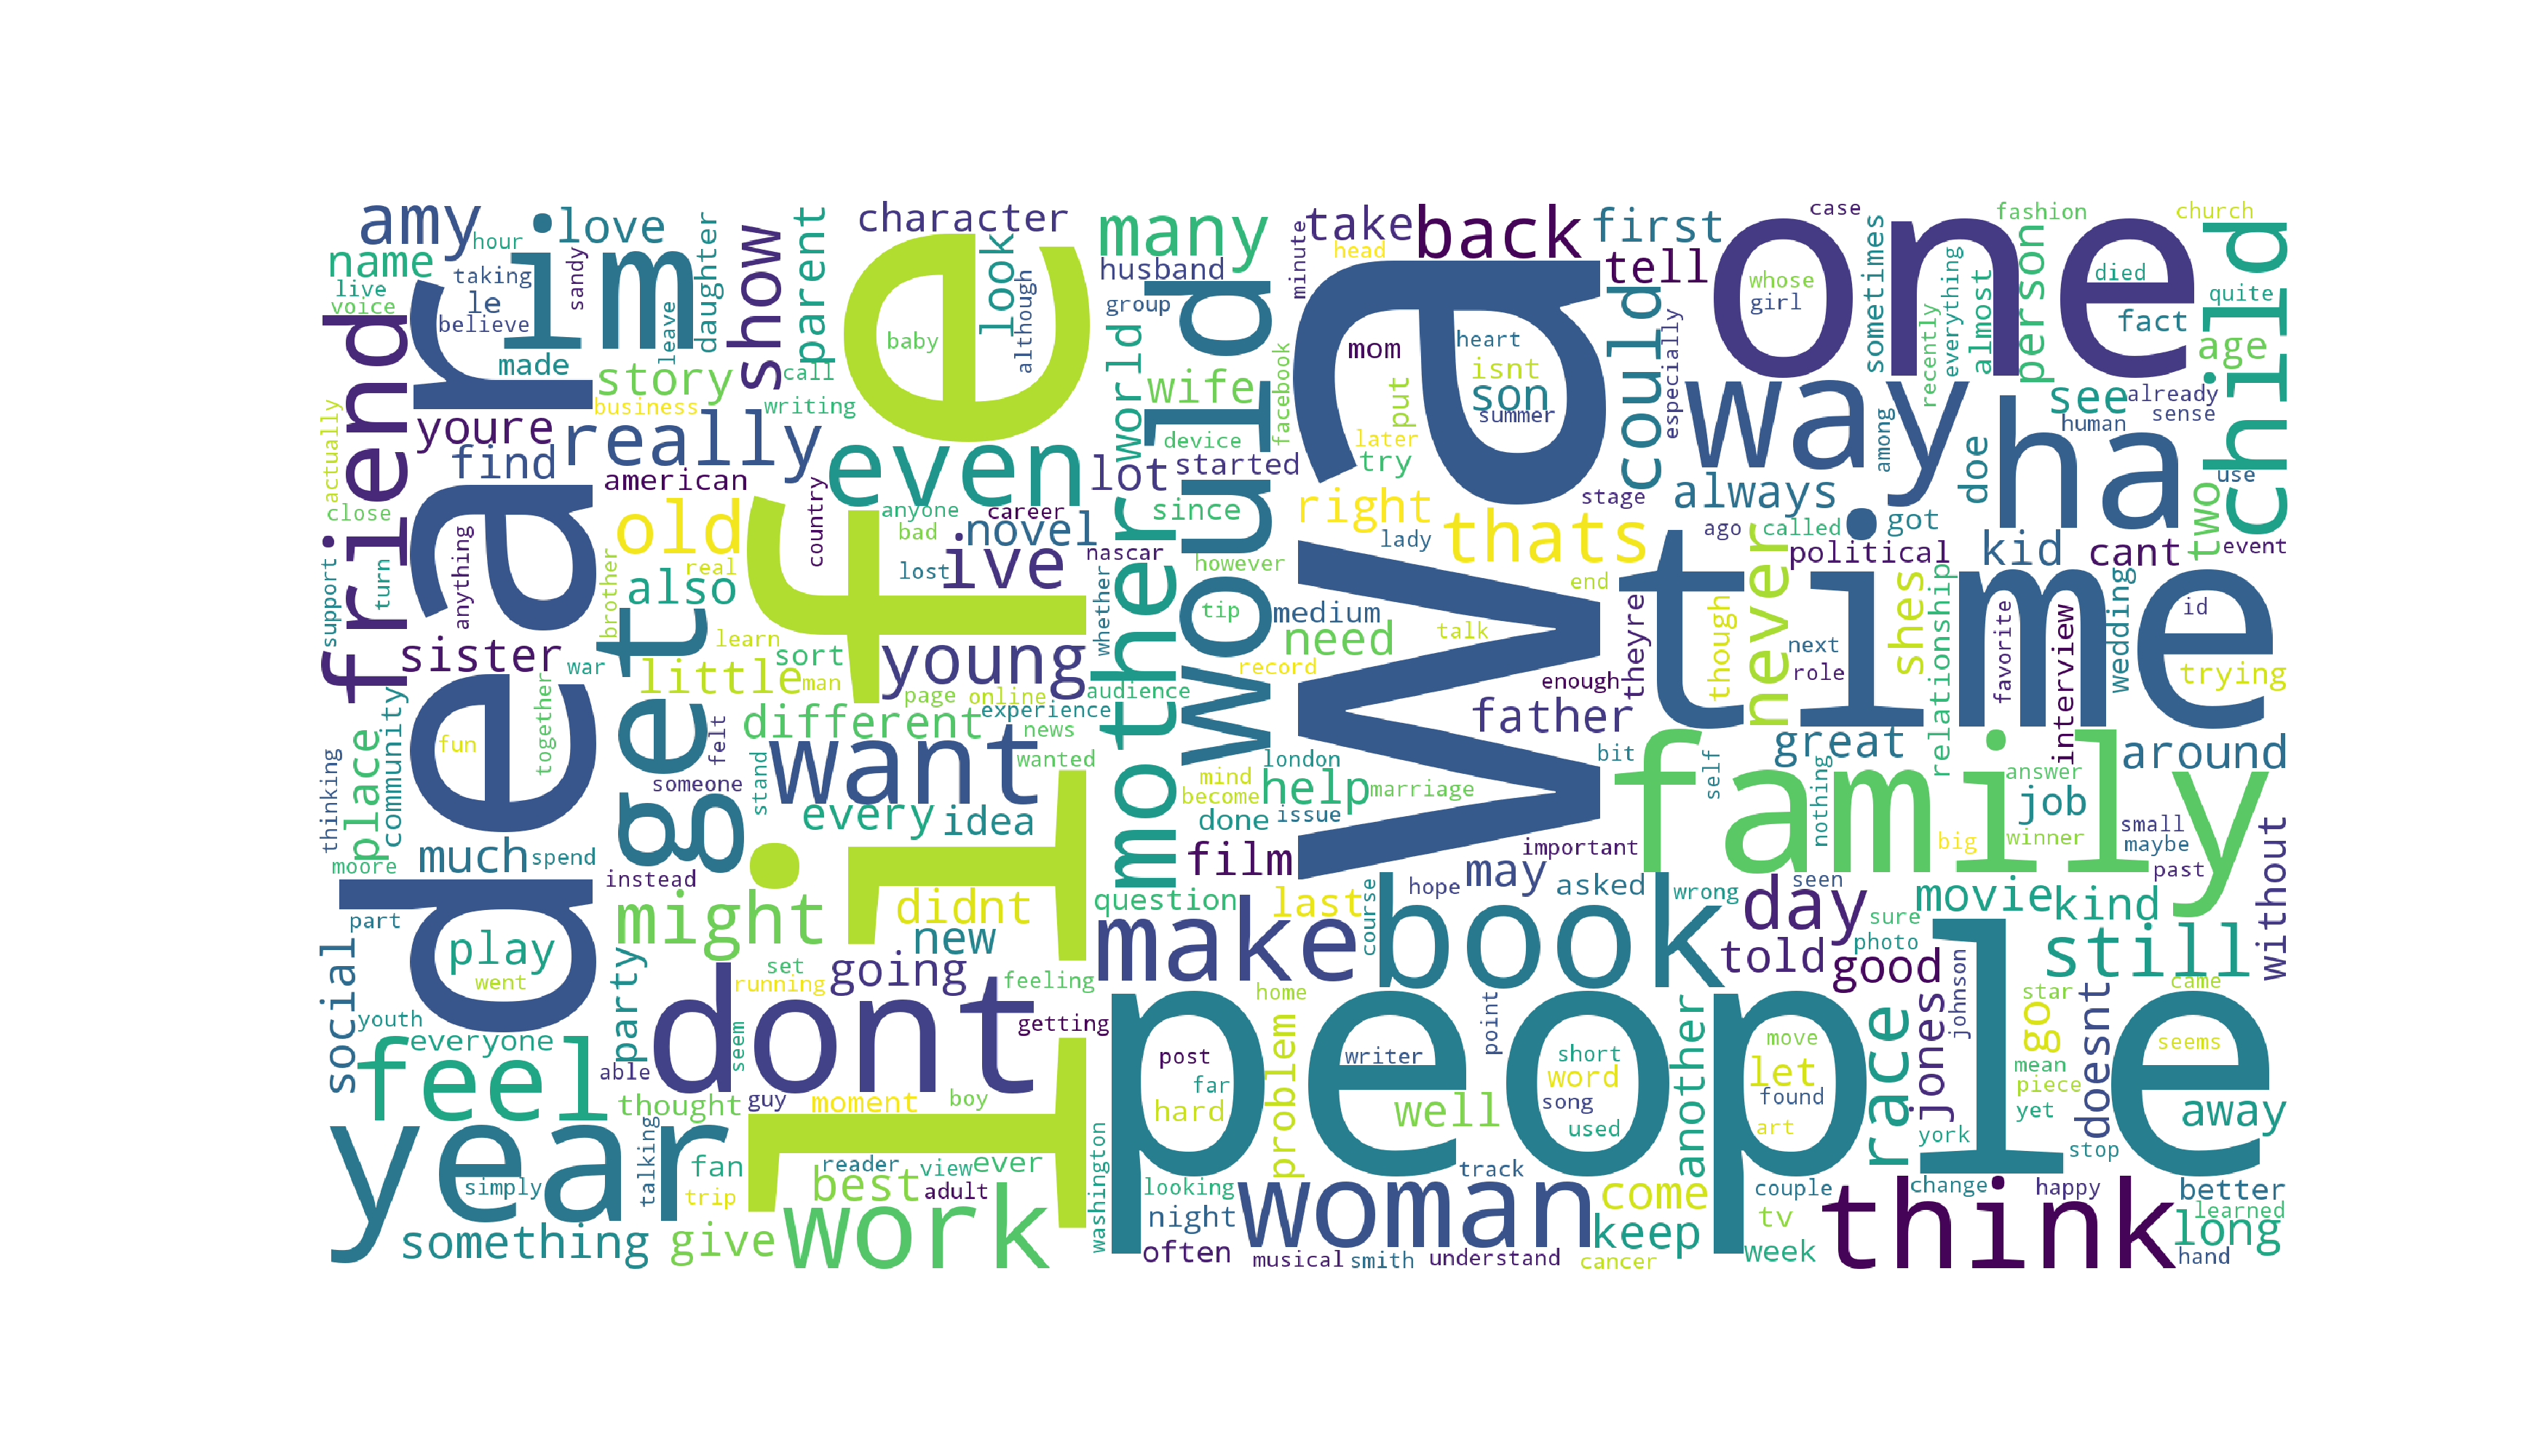 amy
hour
im
love
daughter
show
parent
character
look
although
many
husband
group
minute
take
head
back
first
tell
case
one
whose
girl
sometimes
recently
everything
almost
fashion
person
church
died
fact
quite
child
name
live
voice
taking
le
believe
sandy
made
leave
story
call
business
writing
baby
life
world
wife
would
facebook
mom
heart
isnt
put
son
summer
could
especially
way
see
age
already
sense
human
actually
friend
youre
find
really
american
even
device
lot
started
later
try
wa
always
among
doe
ha
use
two
close
dear
anything
old
country
anyone
bad
career
novel
since
right
stage
thats
ago
called
got
political
kid
cant
event
support
turn
brother
real
also
lost
ive
nascar
whether
however
lady
end
time
id
sister
war
get
learn
sort
little
man
young
page
online
mother
tip
medium
need
talk
record
audience
enough
theyre
though
never
next
role
shes
relationship
favorite
interview
wedding
trying
thinking
place
community
fun
together
felt
someone
different
experience
news
want
wanted
stand
every
idea
london
mind
become
help
marriage
done
issue
father
bit
self
great
nothing
around
family
answer
job
big
winner
small
maybe
past
without
moore
much
spend
instead
might
didnt
new
film
important
may
question
last
course
hope
asked
wrong
book
day
seen
movie
kind
sure
photo
still
told
good
social
part
play
went
party
set
running
going
dont
feeling
getting
make
home
people
problem
point
another
race
jones
johnson
go
star
came
doesnt
seems
youth
everyone
feel
able
seem
thought
guy
moment
boy
post
far
hard
writer
well
short
word
song
used
move
let
found
art
mean
piece
yet
york
stop
away
year
simply
talking
fan
trip
reader
view
ever
best
adult
washington
looking
night
track
woman
come
couple
tv
week
change
happy
better
learned
something
give
work
often
musical
smith
understand
cancer
keep
think
long
hand